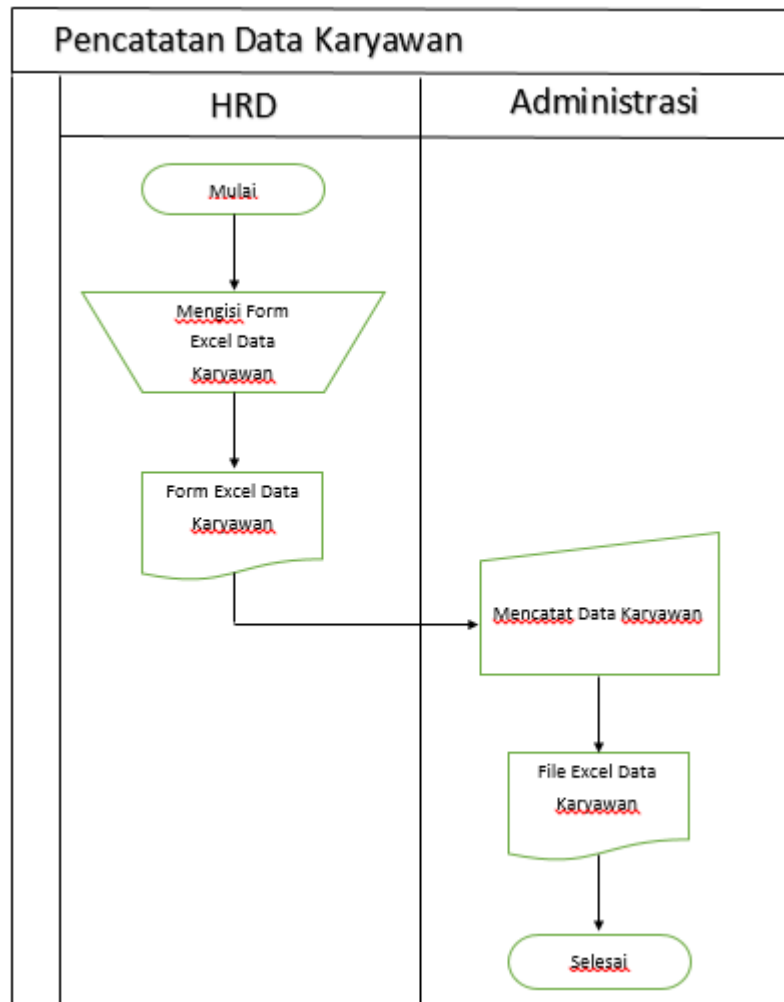 Pencatatan Data Karyawan
HRD
Administrasi
Mulai
Mengisi Form
Excel Data
Karyawan
Form Excel Data
Karyawan
Mencatat Data Karyawan
File Excel Data
Karyawan
Selesai